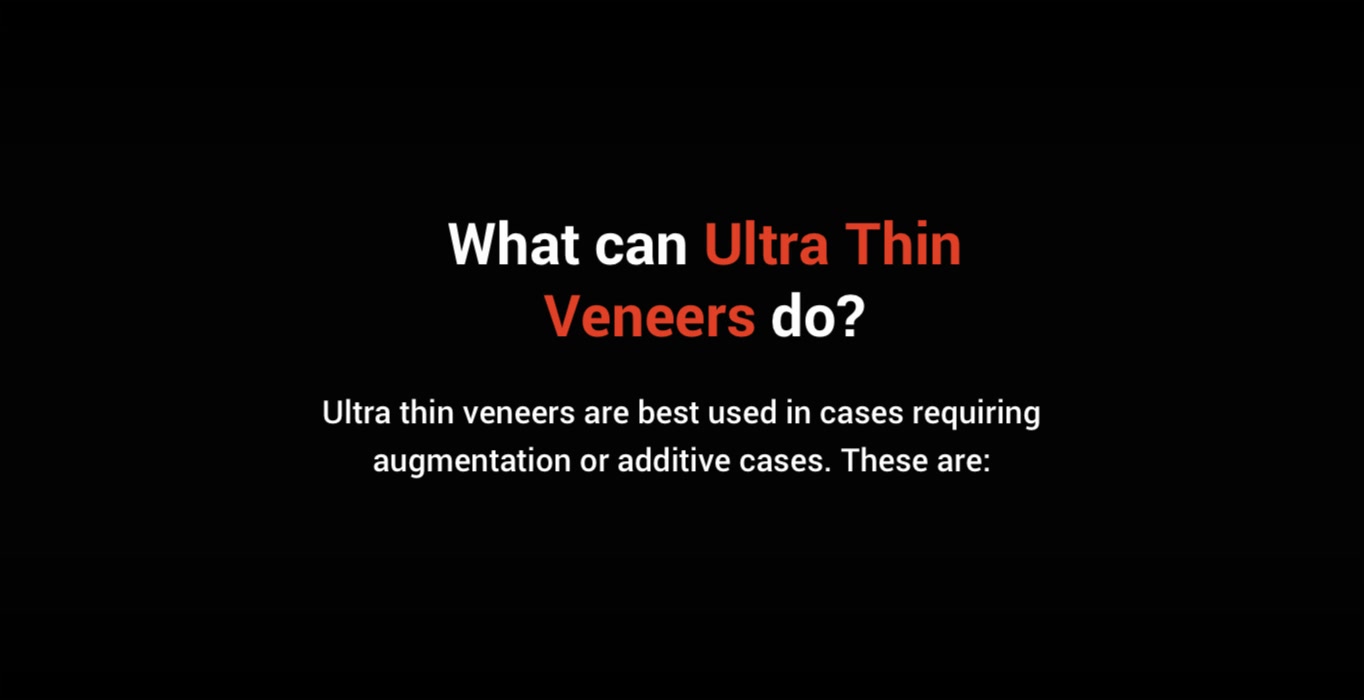 What can Ultra Thin
Veneers do?
Ultra thin veneers are best used in cases requiring
augmentation or additive cases. These are: